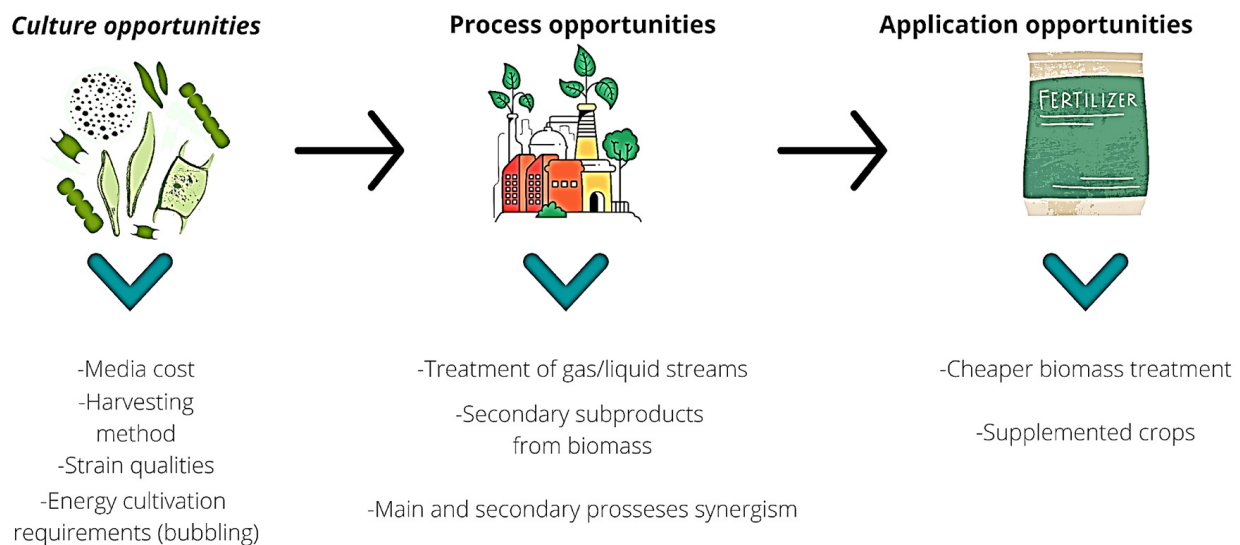 Culture opportunities
Process opportunities
Application opportunities
FERTILIZER
-Media cost
-Harvesting
method
-Strain qualities
-Energy cultivation
requirements (bubbling)
-Treatment of gas/liquid streams
-Secondary subproducts
from biomass
-Main and secondary prosseses synergism
-Cheaper biomass treatment
-Supplemented crops